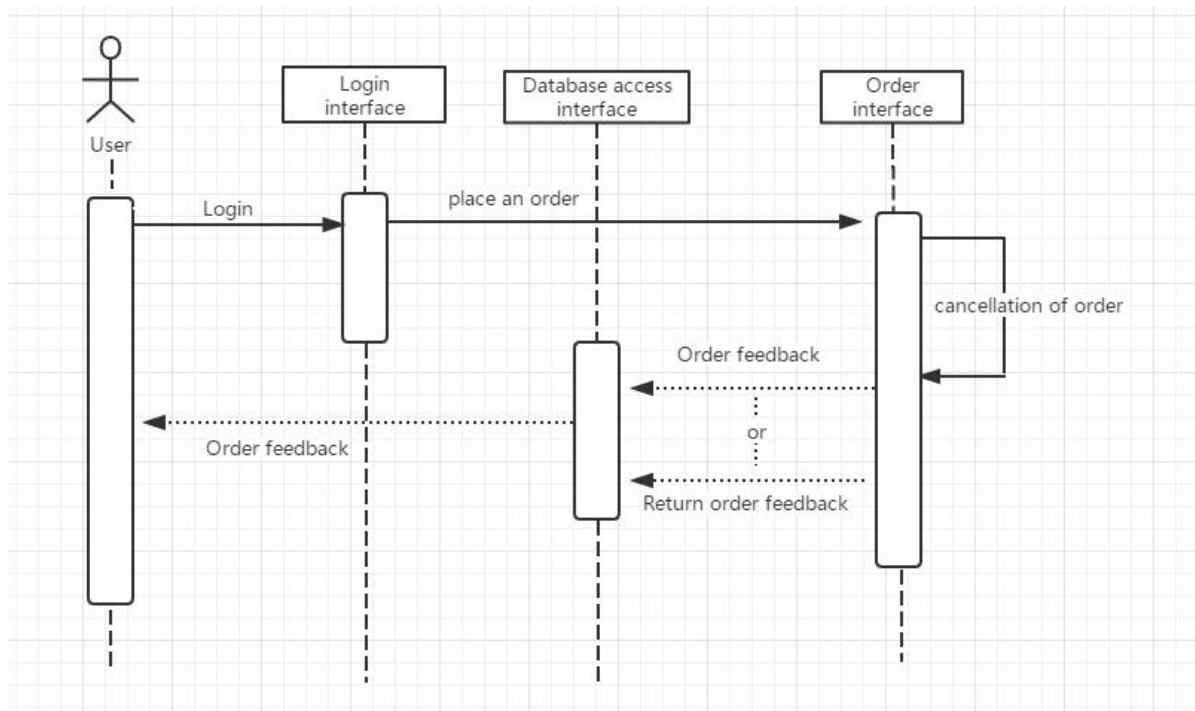 User
Login
interface
Database access
interface
Order
interface
Login
place an order
cancellation of order
Order feedback
or
Order feedback
Return order feedback